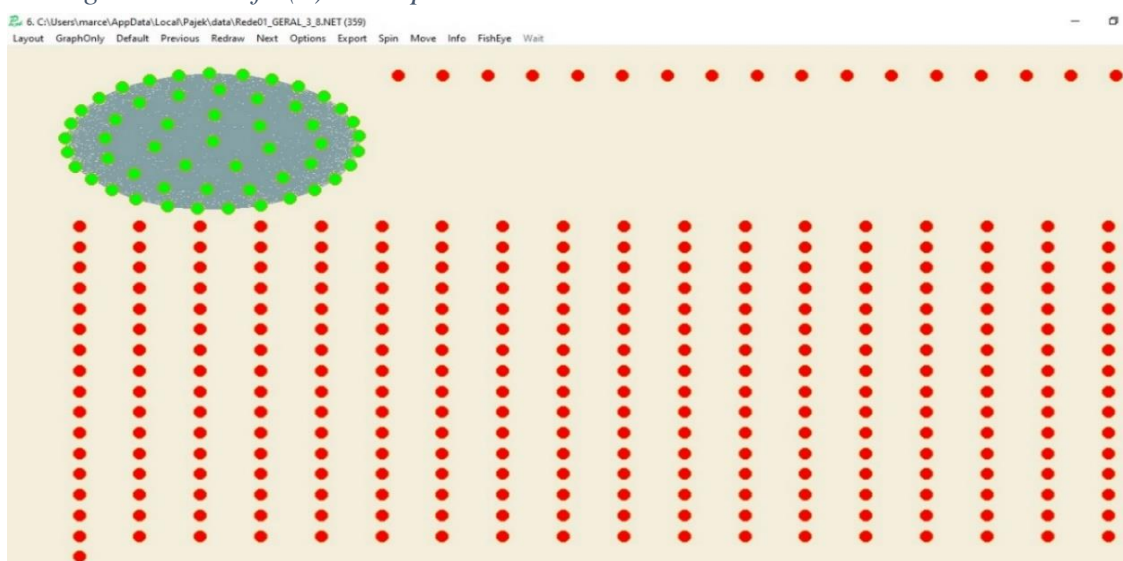 6. C:\Users\marce\AppData\Local\Pajek\data\Rede01_GERAL_3_8.NET (359)
Layout GraphOnly Default Previous Redraw Next Options Export Spin Move Info FishEye Wait